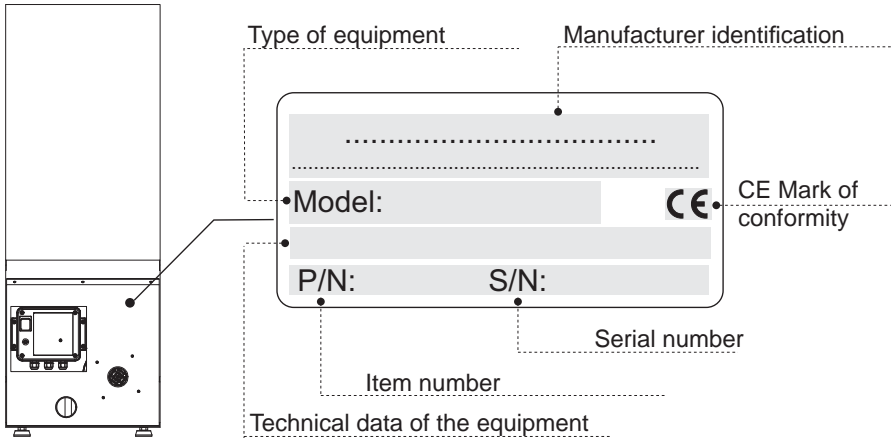 Type of equipment
Manufacturer identification
...................................
................................................................................................
Model:
CE
CE Mark of
conformity
P/N:
S/N:
Serial number
Item number
Technical data of the equipment